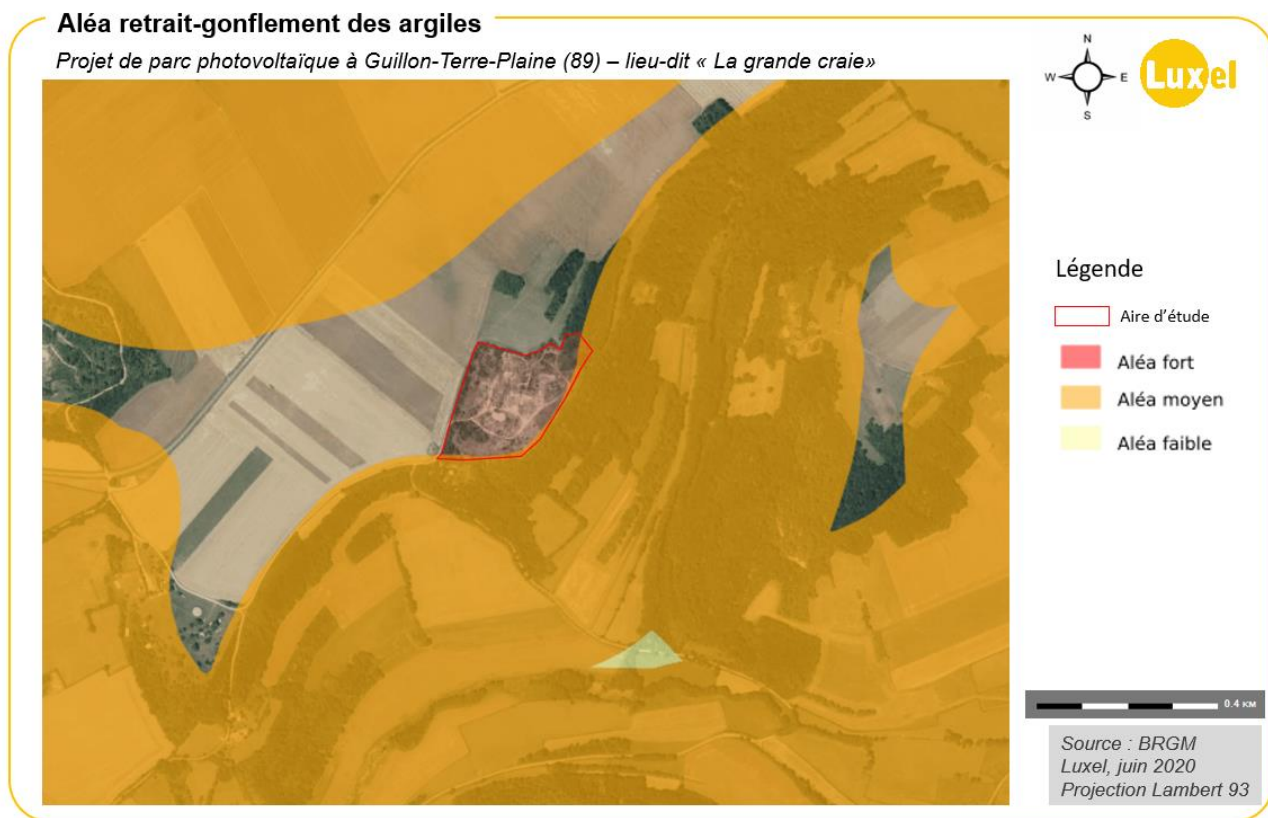 Aléa retrait-gonflement des argiles
Projet de parc photovoltaïque à Guillon-Terre-Plaine (89) – lieu-dit « La grande craie»
N
W E
S
Luxel
Légende
Aire d'étude
Aléa fort
Aléa moyen
Aléa faible
0.4 KM
Source : BRGM
Luxel, juin 2020
Projection Lambert 93